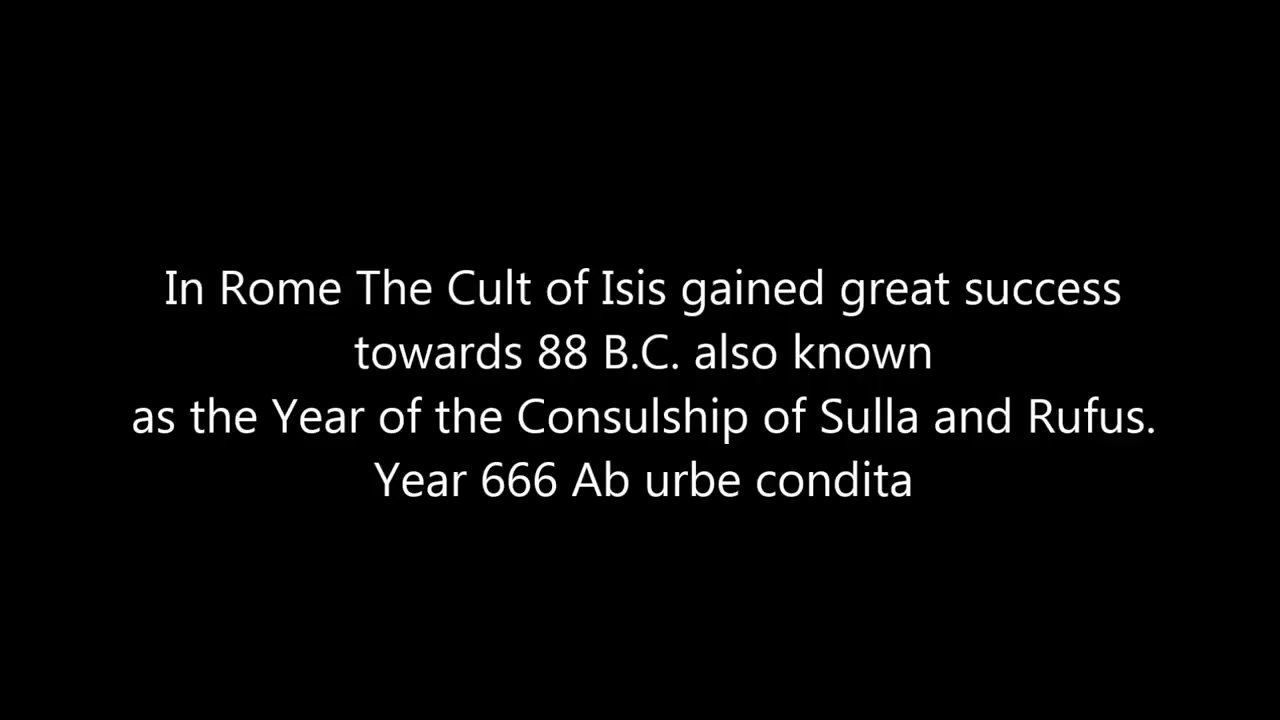 In Rome The Cult of Isis gained great success
towards 88 B.C. also known
as the Year of the Consulship of Sulla and Rufus.
Year 666 Ab urbe condita